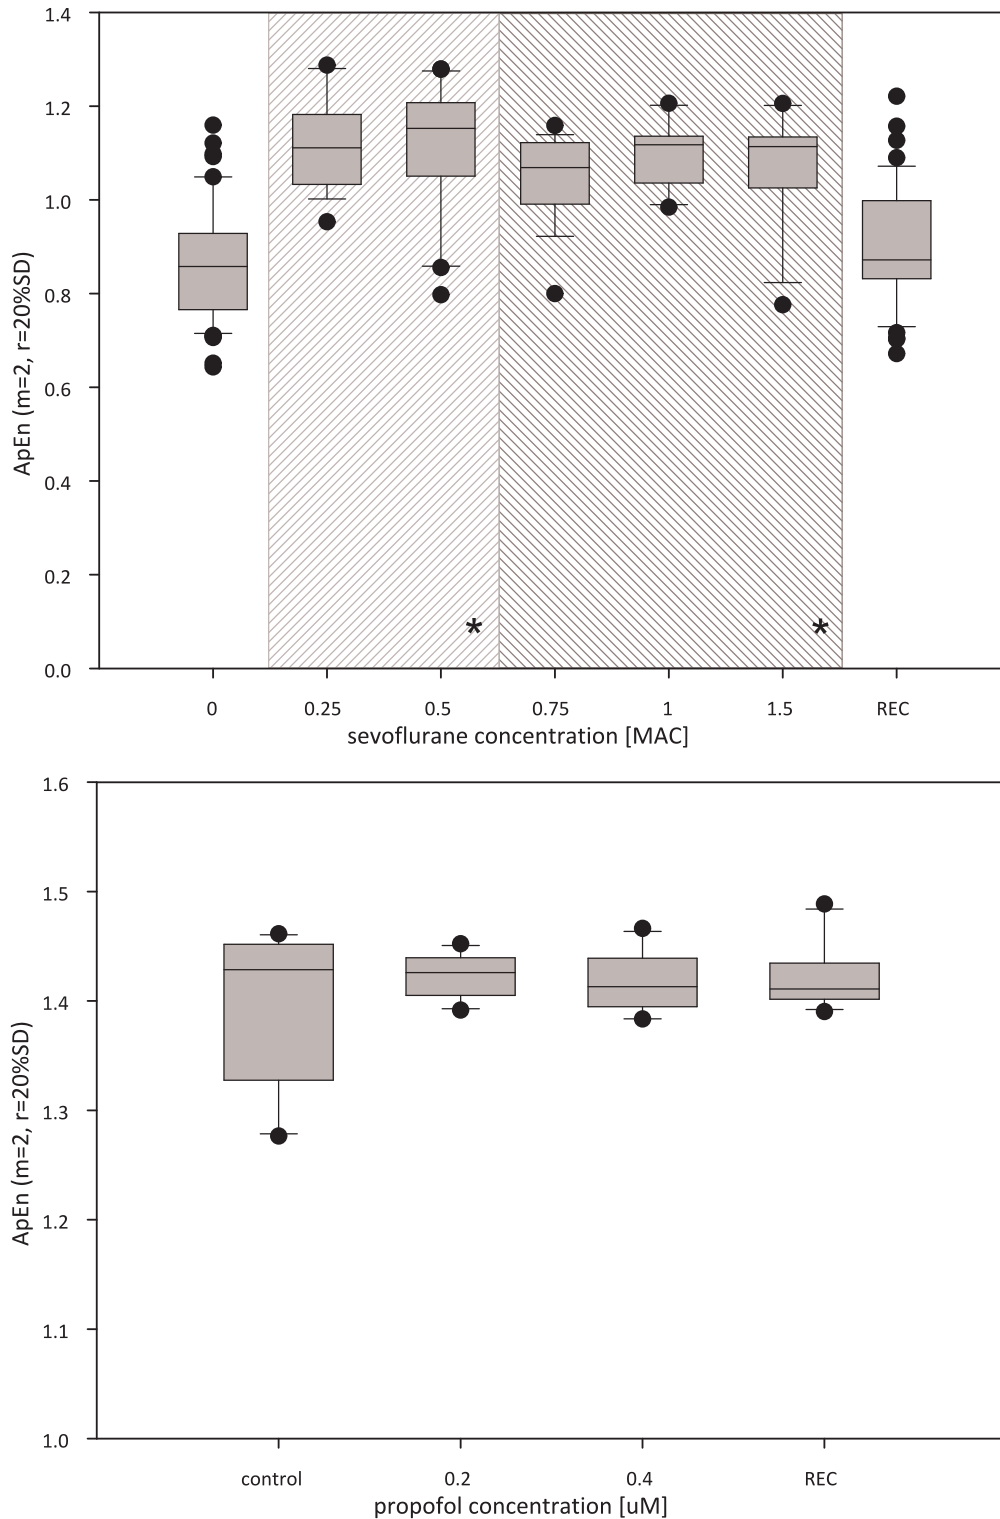 1.4
1.2
1.0
0.8
0.6
0.4
0.2
0.0
ApEn (m=2, r=20%SD)
* *
0 0.25 0.5 0.75 1 1.5 REC
sevoflurane concentration [MAC]
1.6
1.5
1.4
1.3
1.2
1.1
1.0
ApEn (m=2, r=20%SD)
control 0.2 0.4 REC
propofol concentration [uM]